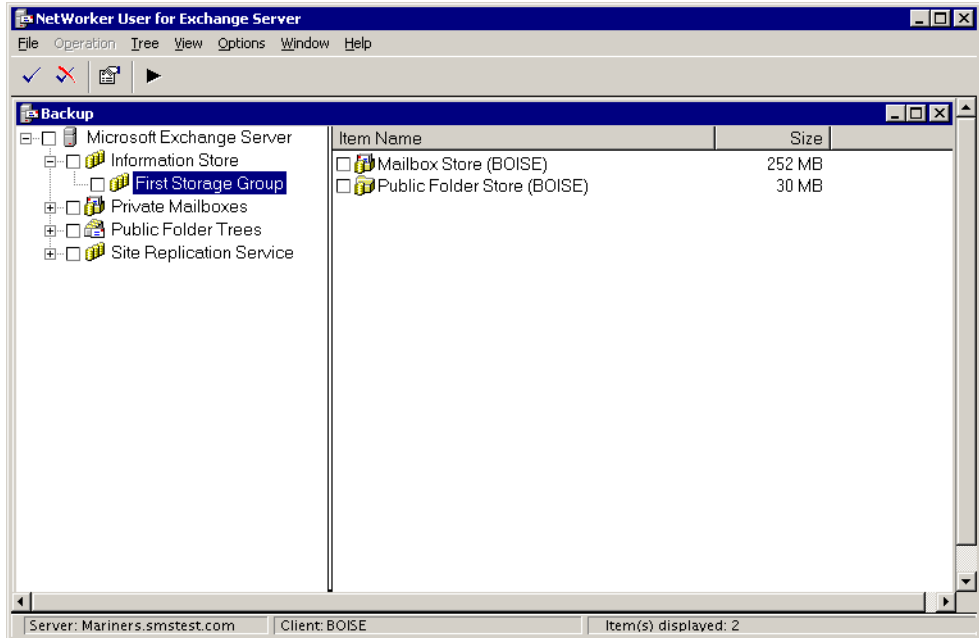 NetWorker User for Exchange Server
File Operation Tree View Options Window Help
Backup
Microsoft Exchange Server
Information Store
First Storage Group
Private Mailboxes
Public Folder Trees
Site Replication Service
Item Name Size
Mailbox Store (BOISE) 252 MB
Public Folder Store (BOISE) 30 MB
Server: Mariners.smstest.com Client: BOISE Item(s) displayed: 2